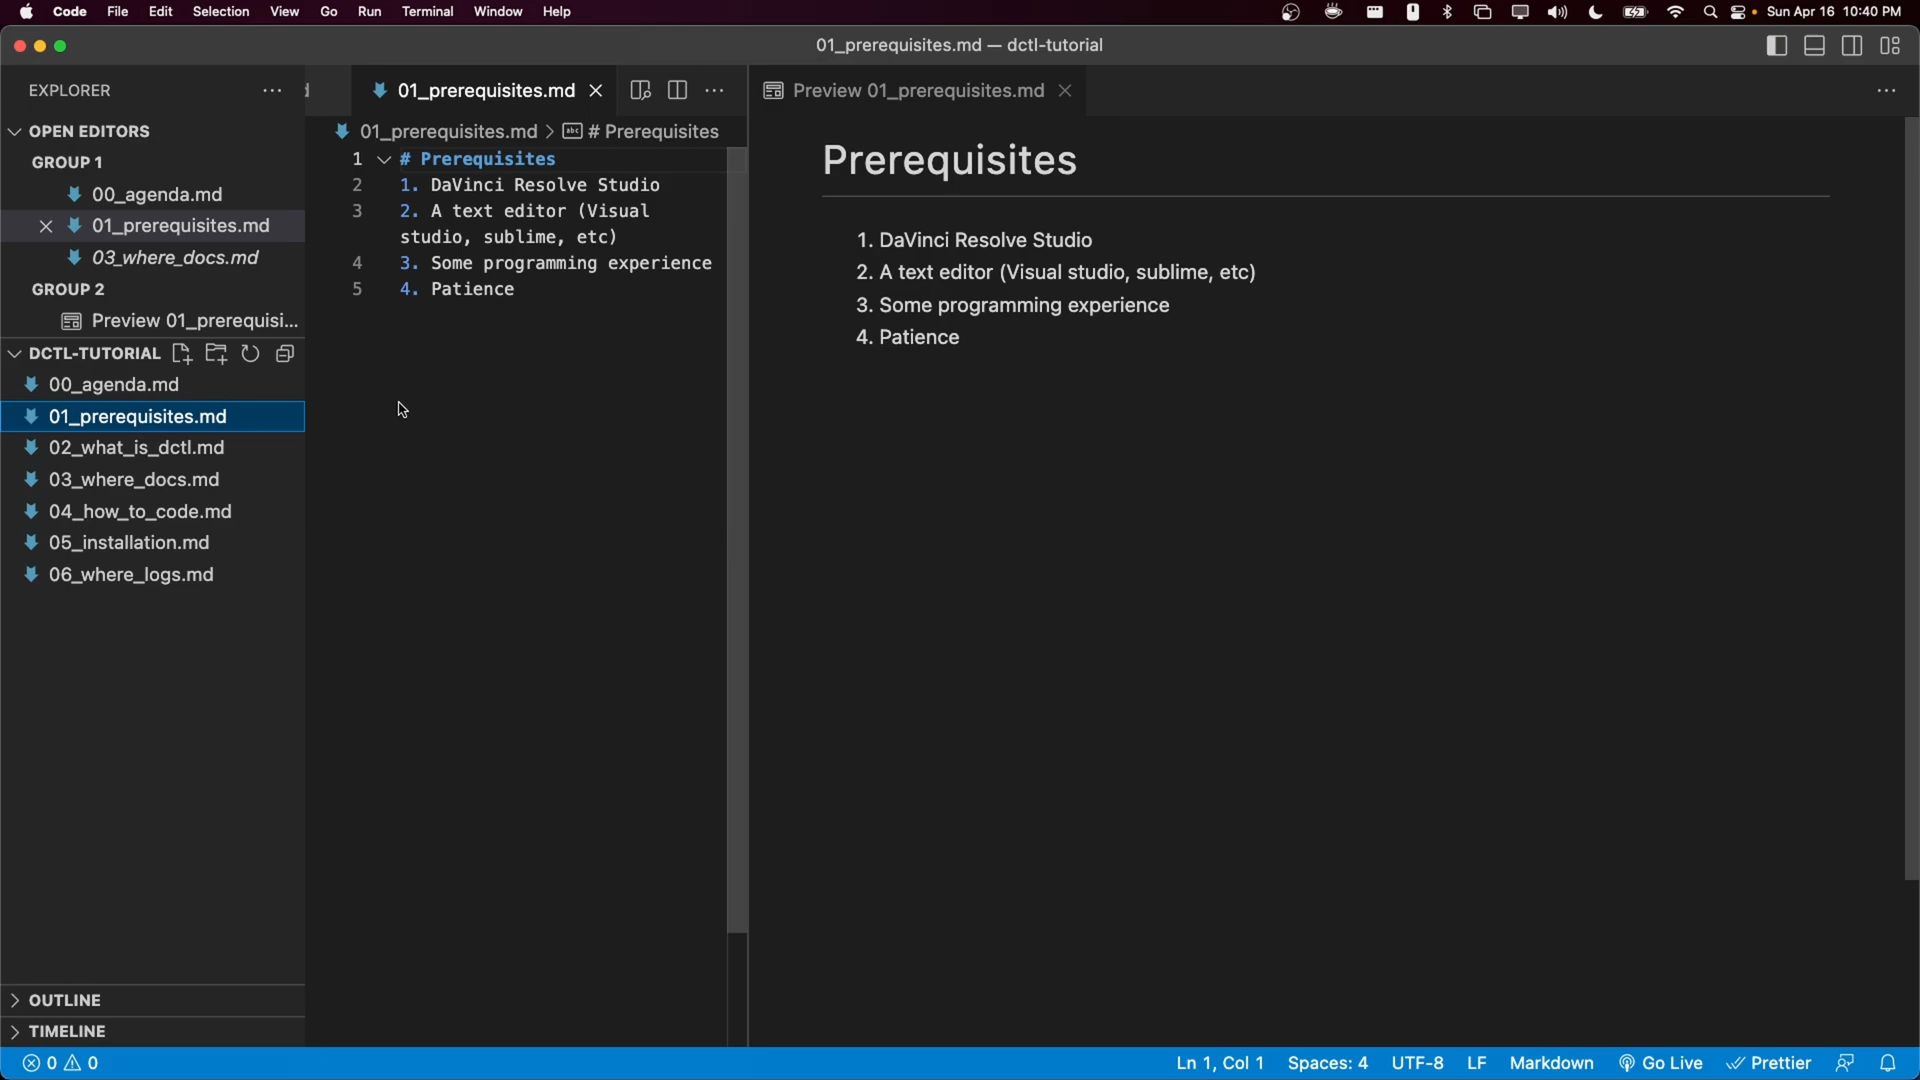 Code File Edit Selection View Go Run Terminal Window Help Sun Apr 16 10:40 PM
01_prerequisites.md — dctl-tutorial
EXPLORER
OPEN EDITORS
GROUP 1
00_agenda.md
01_prerequisites.md
03_where_docs.md
GROUP 2
Preview 01_prerequisi...
DCTL-TUTORIAL
00_agenda.md
01_prerequisites.md
02_what_is_dctl.md
03_where_docs.md
04_how_to_code.md
05_installation.md
06_where_logs.md
OUTLINE
TIMELINE
01_prerequisites.md
01_prerequisites.md > # Prerequisites
1 # Prerequisites
2 1. DaVinci Resolve Studio
3 2. A text editor (Visual
studio, sublime, etc)
4 3. Some programming experience
5 4. Patience
Preview 01_prerequisites.md
Prerequisites
1. DaVinci Resolve Studio
2. A text editor (Visual studio, sublime, etc)
3. Some programming experience
4. Patience
0 0 Ln 1, Col 1 Spaces: 4 UTF-8 LF Markdown Go Live Prettier